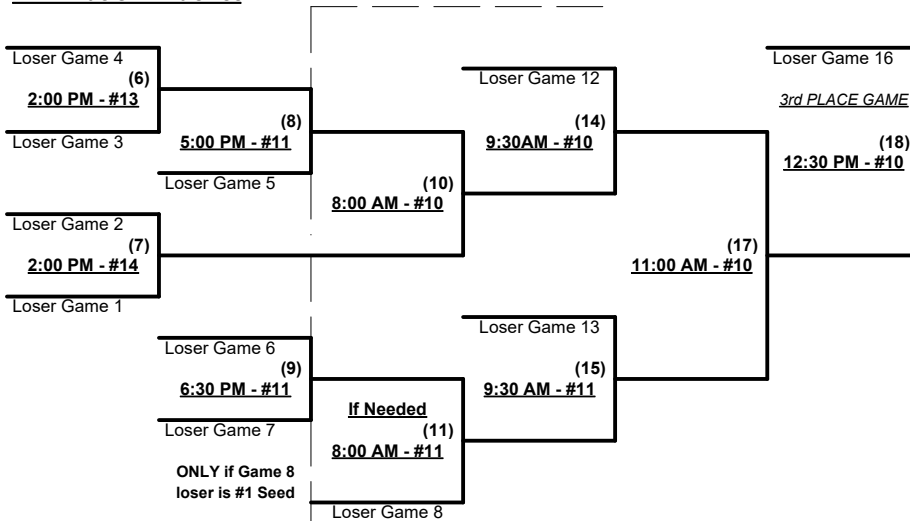 Loser Game 4
(6)
2:00 PM - #13
Loser Game 3
(8)
5:00 PM - #11
Loser Game 5
Loser Game 2
(7)
2:00 PM - #14
Loser Game 1
(10)
8:00 AM - #10
Loser Game 12
(14)
9:30AM - #10
Loser Game 16
3rd PLACE GAME
(18)
12:30 PM - #10
(17)
11:00 AM - #10
Loser Game 6
(9)
6:30 PM - #11
Loser Game 7
Loser Game 13
(15)
9:30 AM - #11
If Needed
(11)
8:00 AM - #11
ONLY if Game 8
loser is #1 Seed
Loser Game 8